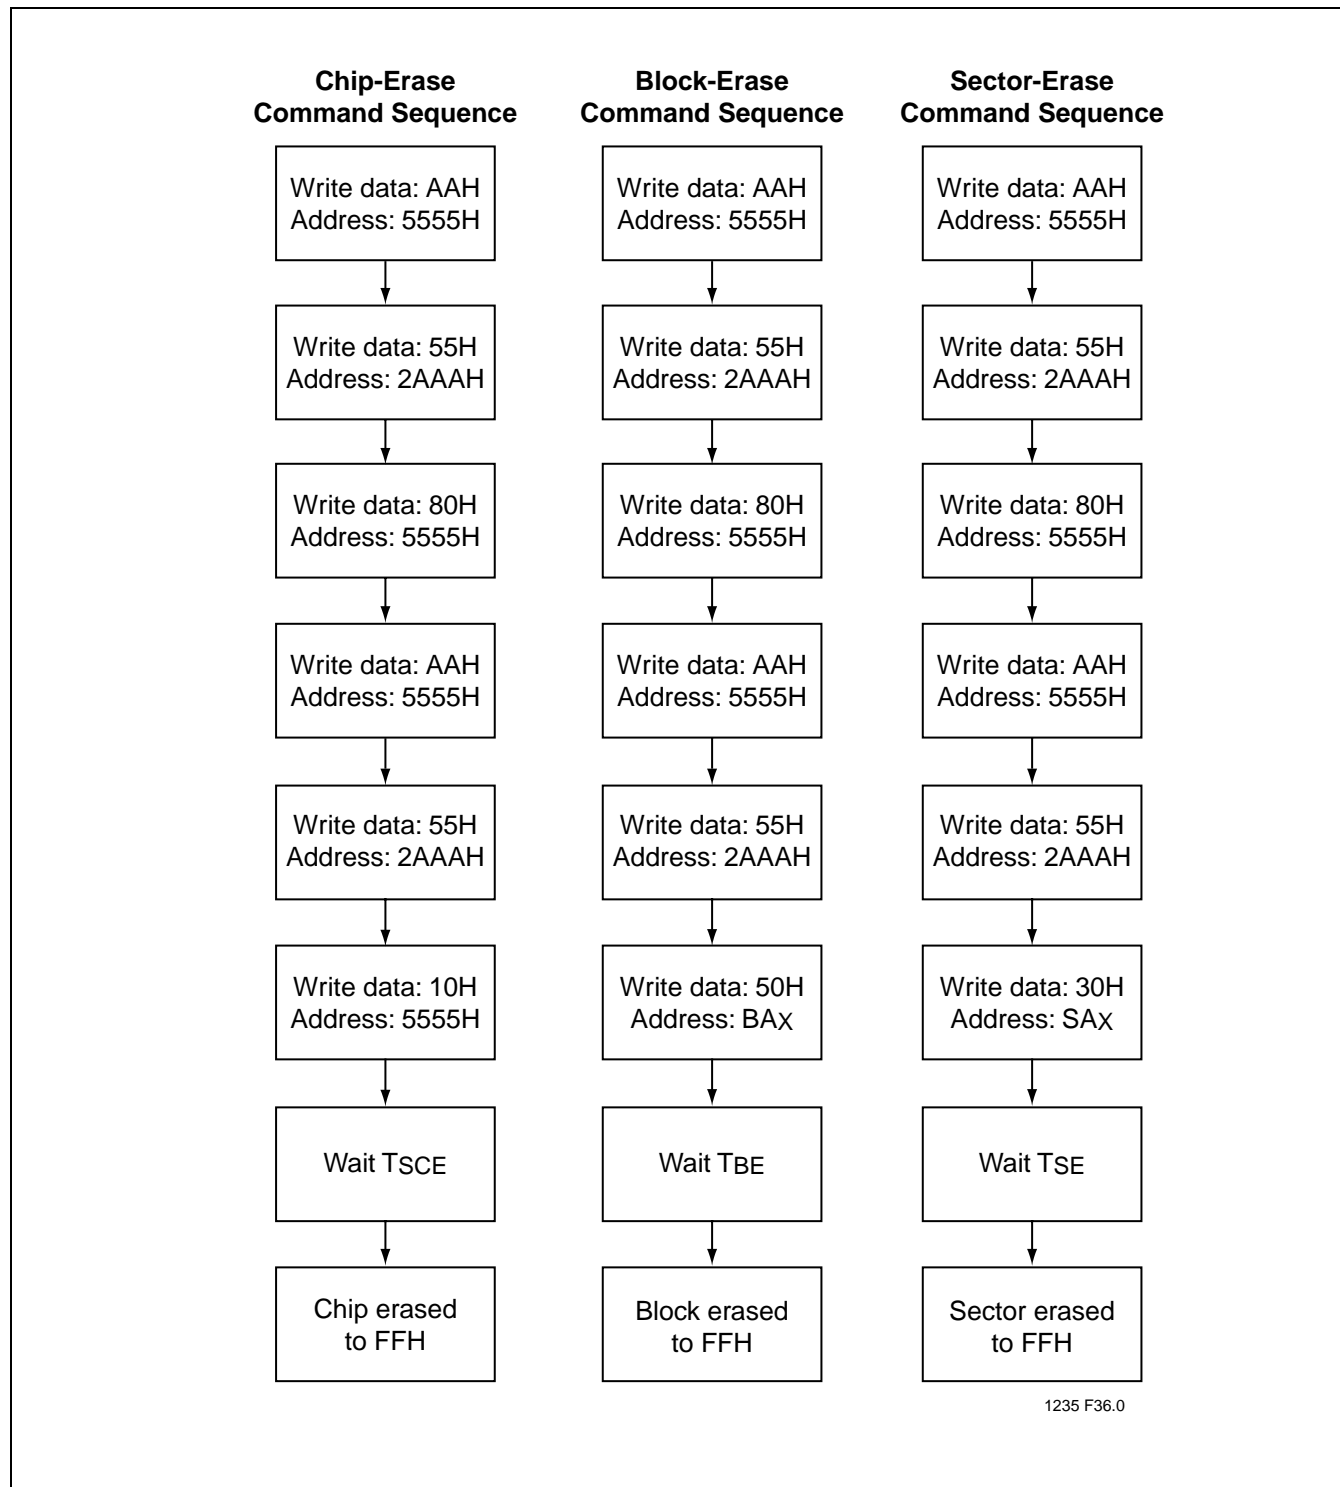 Chip-Erase
Command Sequence
Write data: AAH
Address: 5555H
Write data: 55H
Address: 2AAAH
Write data: 80H
Address: 5555H
Write data: AAH
Address: 5555H
Write data: 55H
Address: 2AAAH
Write data: 10H
Address: 5555H
Wait TSCE
Chip erased
to FFH
Block-Erase
Command Sequence
Write data: AAH
Address: 5555H
Write data: 55H
Address: 2AAAH
Write data: 80H
Address: 5555H
Write data: AAH
Address: 5555H
Write data: 55H
Address: 2AAAH
Write data: 50H
Address: BAX
Wait TBE
Block erased
to FFH
Sector-Erase
Command Sequence
Write data: AAH
Address: 5555H
Write data: 55H
Address: 2AAAH
Write data: 80H
Address: 5555H
Write data: AAH
Address: 5555H
Write data: 55H
Address: 2AAAH
Write data: 30H
Address: SAX
Wait TSE
Sector erased
to FFH
1235 F36.0